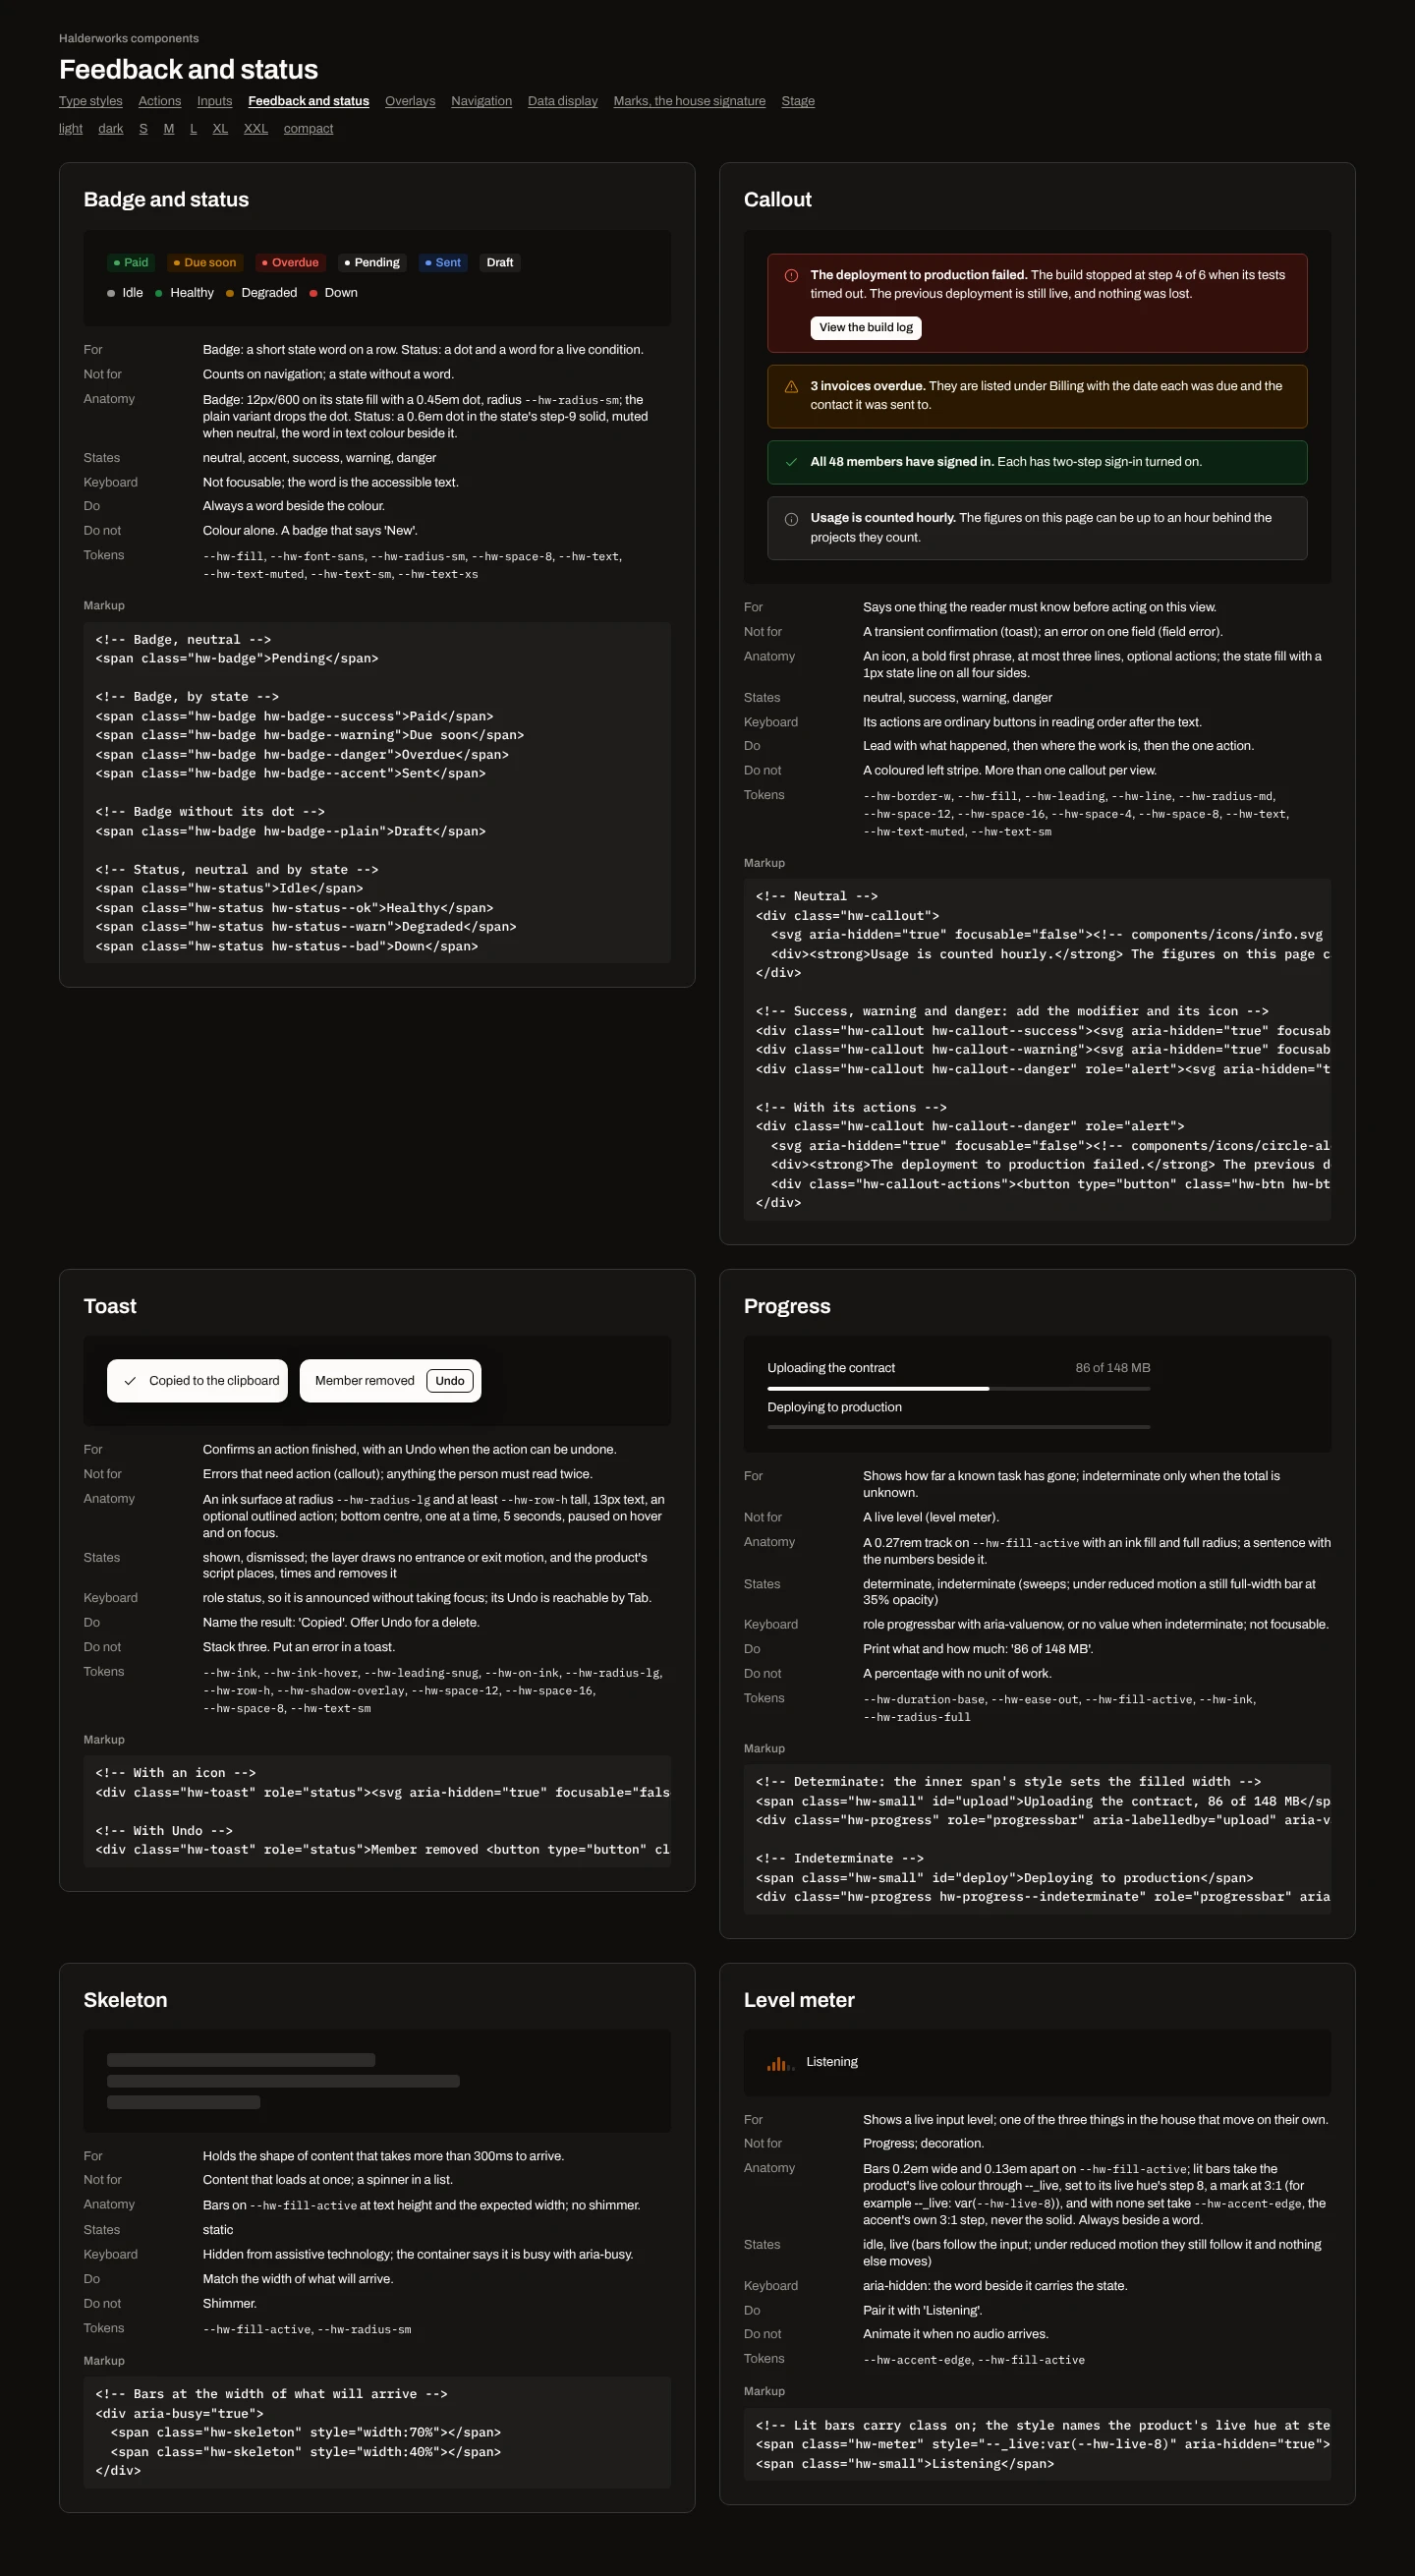 Halderworks components
Feedback and status
Type styles Actions Inputs Feedback and status Overlays Navigation Data display Marks, the house signature Stage
light dark S M L XL XXL compact
Badge and status
Paid Due soon Overdue Pending Sent Draft
Idle Healthy Degraded Down
For Badge: a short state word on a row. Status: a dot and a word for a live condition.
Not for Counts on navigation; a state without a word.
Anatomy Badge: 12px/600 on its state fill with a 0.45em dot, radius --hw-radius-sm; the
plain variant drops the dot. Status: a 0.6em dot in the state's step-9 solid, muted
when neutral, the word in text colour beside it.
States neutral, accent, success, warning, danger
Keyboard Not focusable; the word is the accessible text.
Do Always a word beside the colour.
Do not Colour alone. A badge that says 'New'.
Tokens --hw-fill, --hw-font-sans, --hw-radius-sm, --hw-space-8, --hw-text,
--hw-text-muted, --hw-text-sm, --hw-text-xs
Markup
<!-- Badge, neutral -->
<span class="hw-badge">Pending</span>
<!-- Badge, by state -->
<span class="hw-badge hw-badge--success">Paid</span>
<span class="hw-badge hw-badge--warning">Due soon</span>
<span class="hw-badge hw-badge--danger">Overdue</span>
<span class="hw-badge hw-badge--accent">Sent</span>
<!-- Badge without its dot -->
<span class="hw-badge hw-badge--plain">Draft</span>
<!-- Status, neutral and by state -->
<span class="hw-status">Idle</span>
<span class="hw-status hw-status--ok">Healthy</span>
<span class="hw-status hw-status--warn">Degraded</span>
<span class="hw-status hw-status--bad">Down</span>
Callout
The deployment to production failed. The build stopped at step 4 of 6 when its tests
timed out. The previous deployment is still live, and nothing was lost.
View the build log
3 invoices overdue. They are listed under Billing with the date each was due and the
contact it was sent to.
All 48 members have signed in. Each has two-step sign-in turned on.
Usage is counted hourly. The figures on this page can be up to an hour behind the
projects they count.
For Says one thing the reader must know before acting on this view.
Not for A transient confirmation (toast); an error on one field (field error).
Anatomy An icon, a bold first phrase, at most three lines, optional actions; the state fill with a
1px state line on all four sides.
States neutral, success, warning, danger
Keyboard Its actions are ordinary buttons in reading order after the text.
Do Lead with what happened, then where the work is, then the one action.
Do not A coloured left stripe. More than one callout per view.
Tokens --hw-border-w, --hw-fill, --hw-leading, --hw-line, --hw-radius-md,
--hw-space-12, --hw-space-16, --hw-space-4, --hw-space-8, --hw-text,
--hw-text-muted, --hw-text-sm
Markup
<!-- Neutral -->
<div class="hw-callout">
<svg aria-hidden="true" focusable="false"><!-- components/icons/info.svg
<div><strong>Usage is counted hourly.</strong> The figures on this page c
</div>
<!-- Success, warning and danger: add the modifier and its icon -->
<div class="hw-callout hw-callout--success"><svg aria-hidden="true" focusab
<div class="hw-callout hw-callout--warning"><svg aria-hidden="true" focusab
<div class="hw-callout hw-callout--danger" role="alert"><svg aria-hidden="t
<!-- With its actions -->
<div class="hw-callout hw-callout--danger" role="alert">
<svg aria-hidden="true" focusable="false"><!-- components/icons/circle-al
<div><strong>The deployment to production failed.</strong> The previous d
<div class="hw-callout-actions"><button type="button" class="hw-btn hw-bt
</div>
Toast
Copied to the clipboard Member removed Undo
For Confirms an action finished, with an Undo when the action can be undone.
Not for Errors that need action (callout); anything the person must read twice.
Anatomy An ink surface at radius --hw-radius-lg and at least --hw-row-h tall, 13px text, an
optional outlined action; bottom centre, one at a time, 5 seconds, paused on hover
and on focus.
States shown, dismissed; the layer draws no entrance or exit motion, and the product's
script places, times and removes it
Keyboard role status, so it is announced without taking focus; its Undo is reachable by Tab.
Do Name the result: 'Copied'. Offer Undo for a delete.
Do not Stack three. Put an error in a toast.
Tokens --hw-ink, --hw-ink-hover, --hw-leading-snug, --hw-on-ink, --hw-radius-lg,
--hw-row-h, --hw-shadow-overlay, --hw-space-12, --hw-space-16,
--hw-space-8, --hw-text-sm
Markup
<!-- With an icon -->
<div class="hw-toast" role="status"><svg aria-hidden="true" focusable="fals
<!-- With Undo -->
<div class="hw-toast" role="status">Member removed <button type="button" cl
Progress
Uploading the contract 86 of 148 MB
Deploying to production
For Shows how far a known task has gone; indeterminate only when the total is
unknown.
Not for A live level (level meter).
Anatomy A 0.27rem track on --hw-fill-active with an ink fill and full radius; a sentence with
the numbers beside it.
States determinate, indeterminate (sweeps; under reduced motion a still full-width bar at
35% opacity)
Keyboard role progressbar with aria-valuenow, or no value when indeterminate; not focusable.
Do Print what and how much: '86 of 148 MB'.
Do not A percentage with no unit of work.
Tokens --hw-duration-base, --hw-ease-out, --hw-fill-active, --hw-ink,
--hw-radius-full
Markup
<!-- Determinate: the inner span's style sets the filled width -->
<span class="hw-small" id="upload">Uploading the contract, 86 of 148 MB</sp
<div class="hw-progress" role="progressbar" aria-labelledby="upload" aria-v
<!-- Indeterminate -->
<span class="hw-small" id="deploy">Deploying to production</span>
<div class="hw-progress hw-progress--indeterminate" role="progressbar" aria
Skeleton
For Holds the shape of content that takes more than 300ms to arrive.
Not for Content that loads at once; a spinner in a list.
Anatomy Bars on --hw-fill-active at text height and the expected width; no shimmer.
States static
Keyboard Hidden from assistive technology; the container says it is busy with aria-busy.
Do Match the width of what will arrive.
Do not Shimmer.
Tokens --hw-fill-active, --hw-radius-sm
Markup
<!-- Bars at the width of what will arrive -->
<div aria-busy="true">
<span class="hw-skeleton" style="width:70%"></span>
<span class="hw-skeleton" style="width:40%"></span>
</div>
Level meter
Listening
For Shows a live input level; one of the three things in the house that move on their own.
Not for Progress; decoration.
Anatomy Bars 0.2em wide and 0.13em apart on --hw-fill-active; lit bars take the
product's live colour through --_live, set to its live hue's step 8, a mark at 3:1 (for
example --_live: var(--hw-live-8)), and with none set take --hw-accent-edge, the
accent's own 3:1 step, never the solid. Always beside a word.
States idle, live (bars follow the input; under reduced motion they still follow it and nothing
else moves)
Keyboard aria-hidden: the word beside it carries the state.
Do Pair it with 'Listening'.
Do not Animate it when no audio arrives.
Tokens --hw-accent-edge, --hw-fill-active
Markup
<!-- Lit bars carry class on; the style names the product's live hue at ste
<span class="hw-meter" style="--_live:var(--hw-live-8)" aria-hidden="true">
<span class="hw-small">Listening</span>